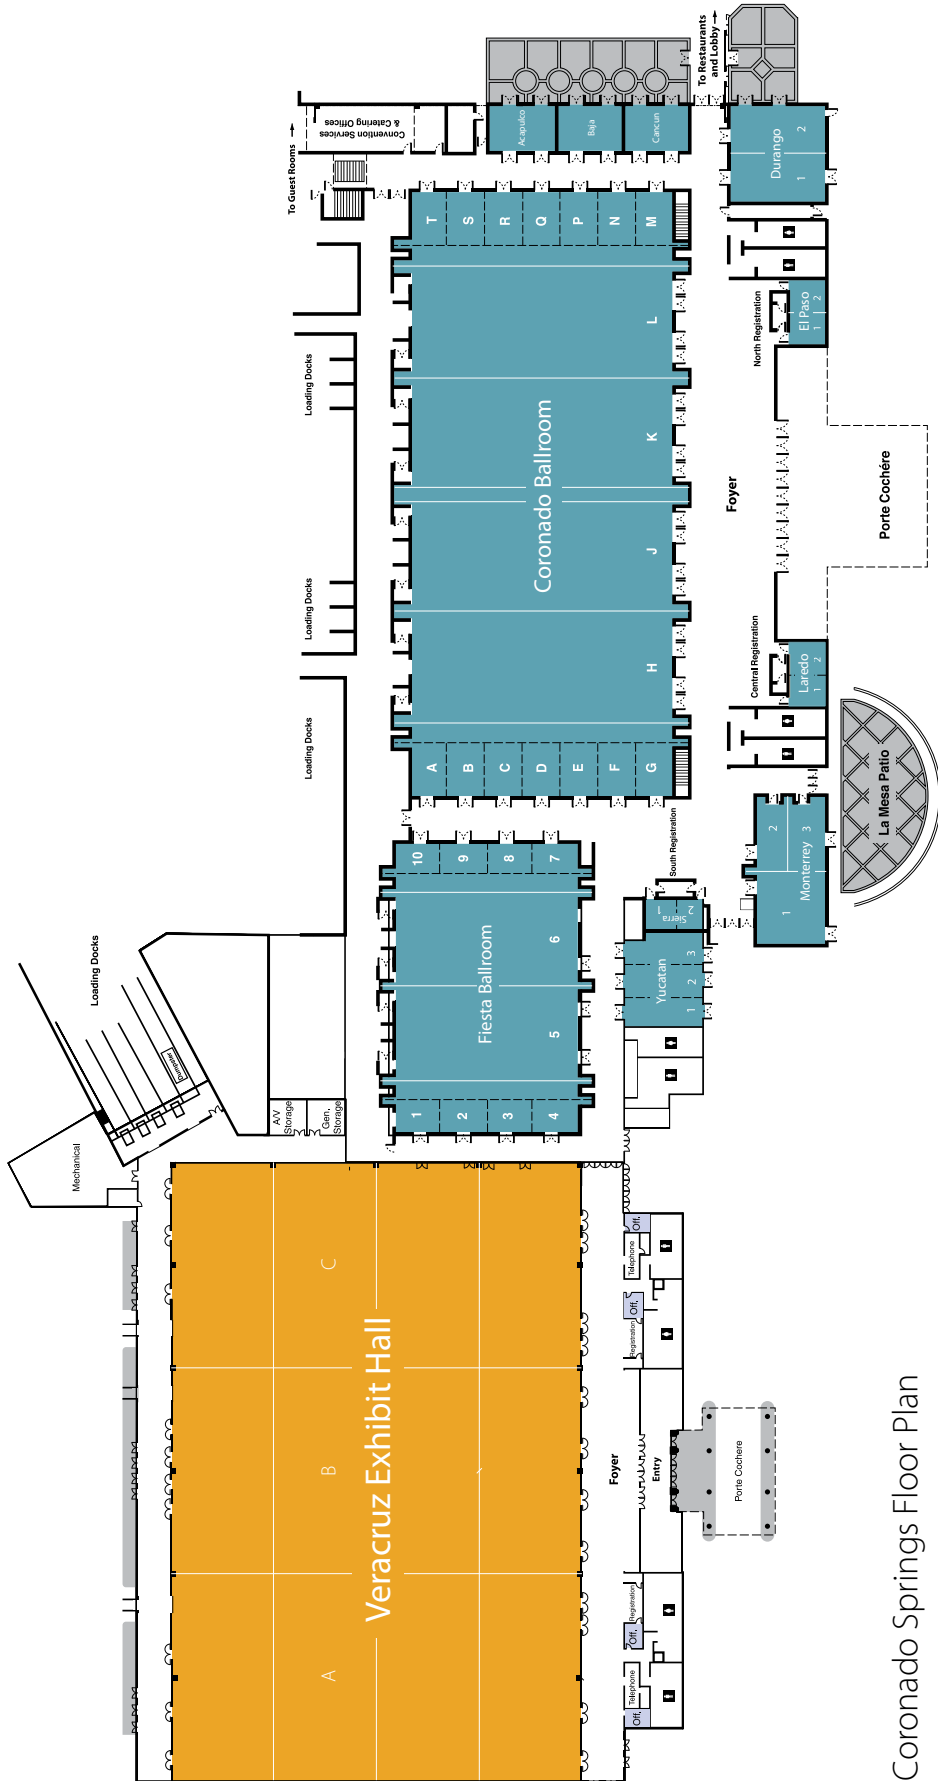 To Restaurants
and Lobby →
To Guest Rooms →
Convention Services
& Catering Offices
Acapulco
Baja
Cancun
Durango
1
2
T
S
R
Q
P
N
M
L
K
J
H
Coronado Ballroom
A
B
C
D
E
F
G
North Registration
El Paso
1
2
Loading Docks
Loading Docks
Loading Docks
Foyer
Porte Cochére
Central Registration
Laredo
1
2
La Mesa Patio
Monterrey
1
2
3
South Registration
Sierra
1
2
Yucatan
1
2
3
10
9
8
7
6
5
Fiesta Ballroom
1
2
3
4
Loading Docks
Dumpster
A/V
Storage
Gen.
Storage
Mechanical
Veracruz Exhibit Hall
A
B
C
Off.
Telephone
Off.
Registration
Foyer
Entry
Porte Cochere
Registration
Off.
Telephone
Off.
Coronado Springs Floor Plan